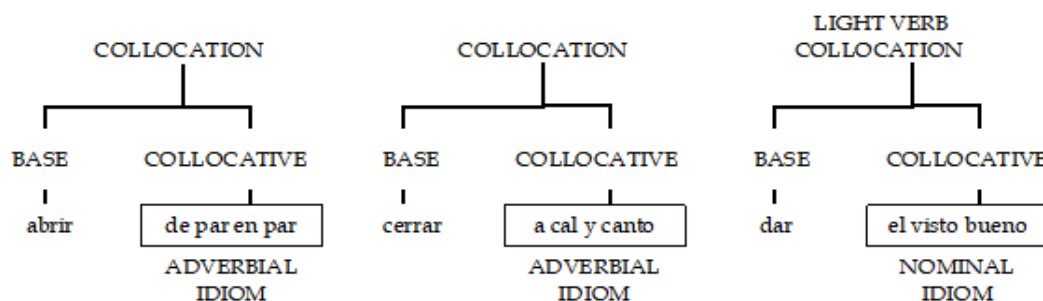 COLLOCATION
COLLOCATION
LIGHT VERB
COLLOCATION
BASE COLLOCATIVE
BASE COLLOCATIVE
BASE COLLOCATIVE
abrir de par en par
cerrar a cal y canto
dar el visto bueno
ADVERBIAL
IDIOM
ADVERBIAL
IDIOM
NOMINAL
IDIOM